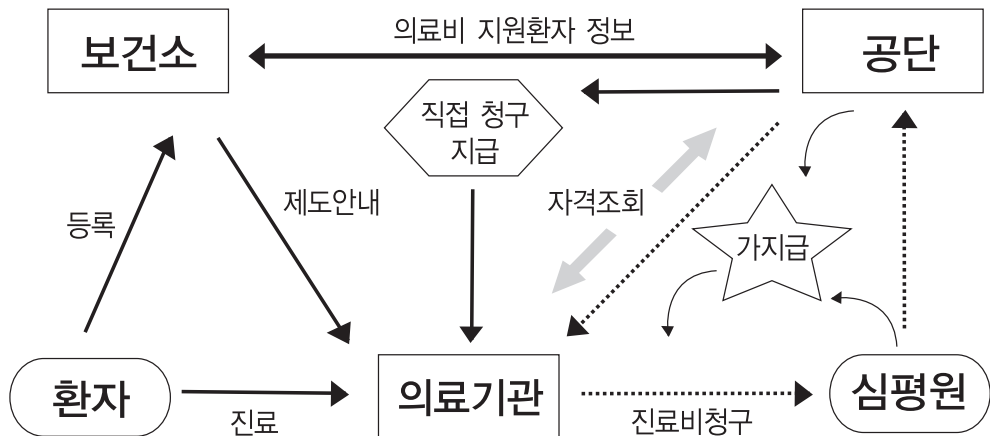 의료비 지원환자 정보
보건소
공단
직접 청구
지급
등록
제도안내
자격조회
가지급
환자
진료
의료기관
진료비청구
심평원